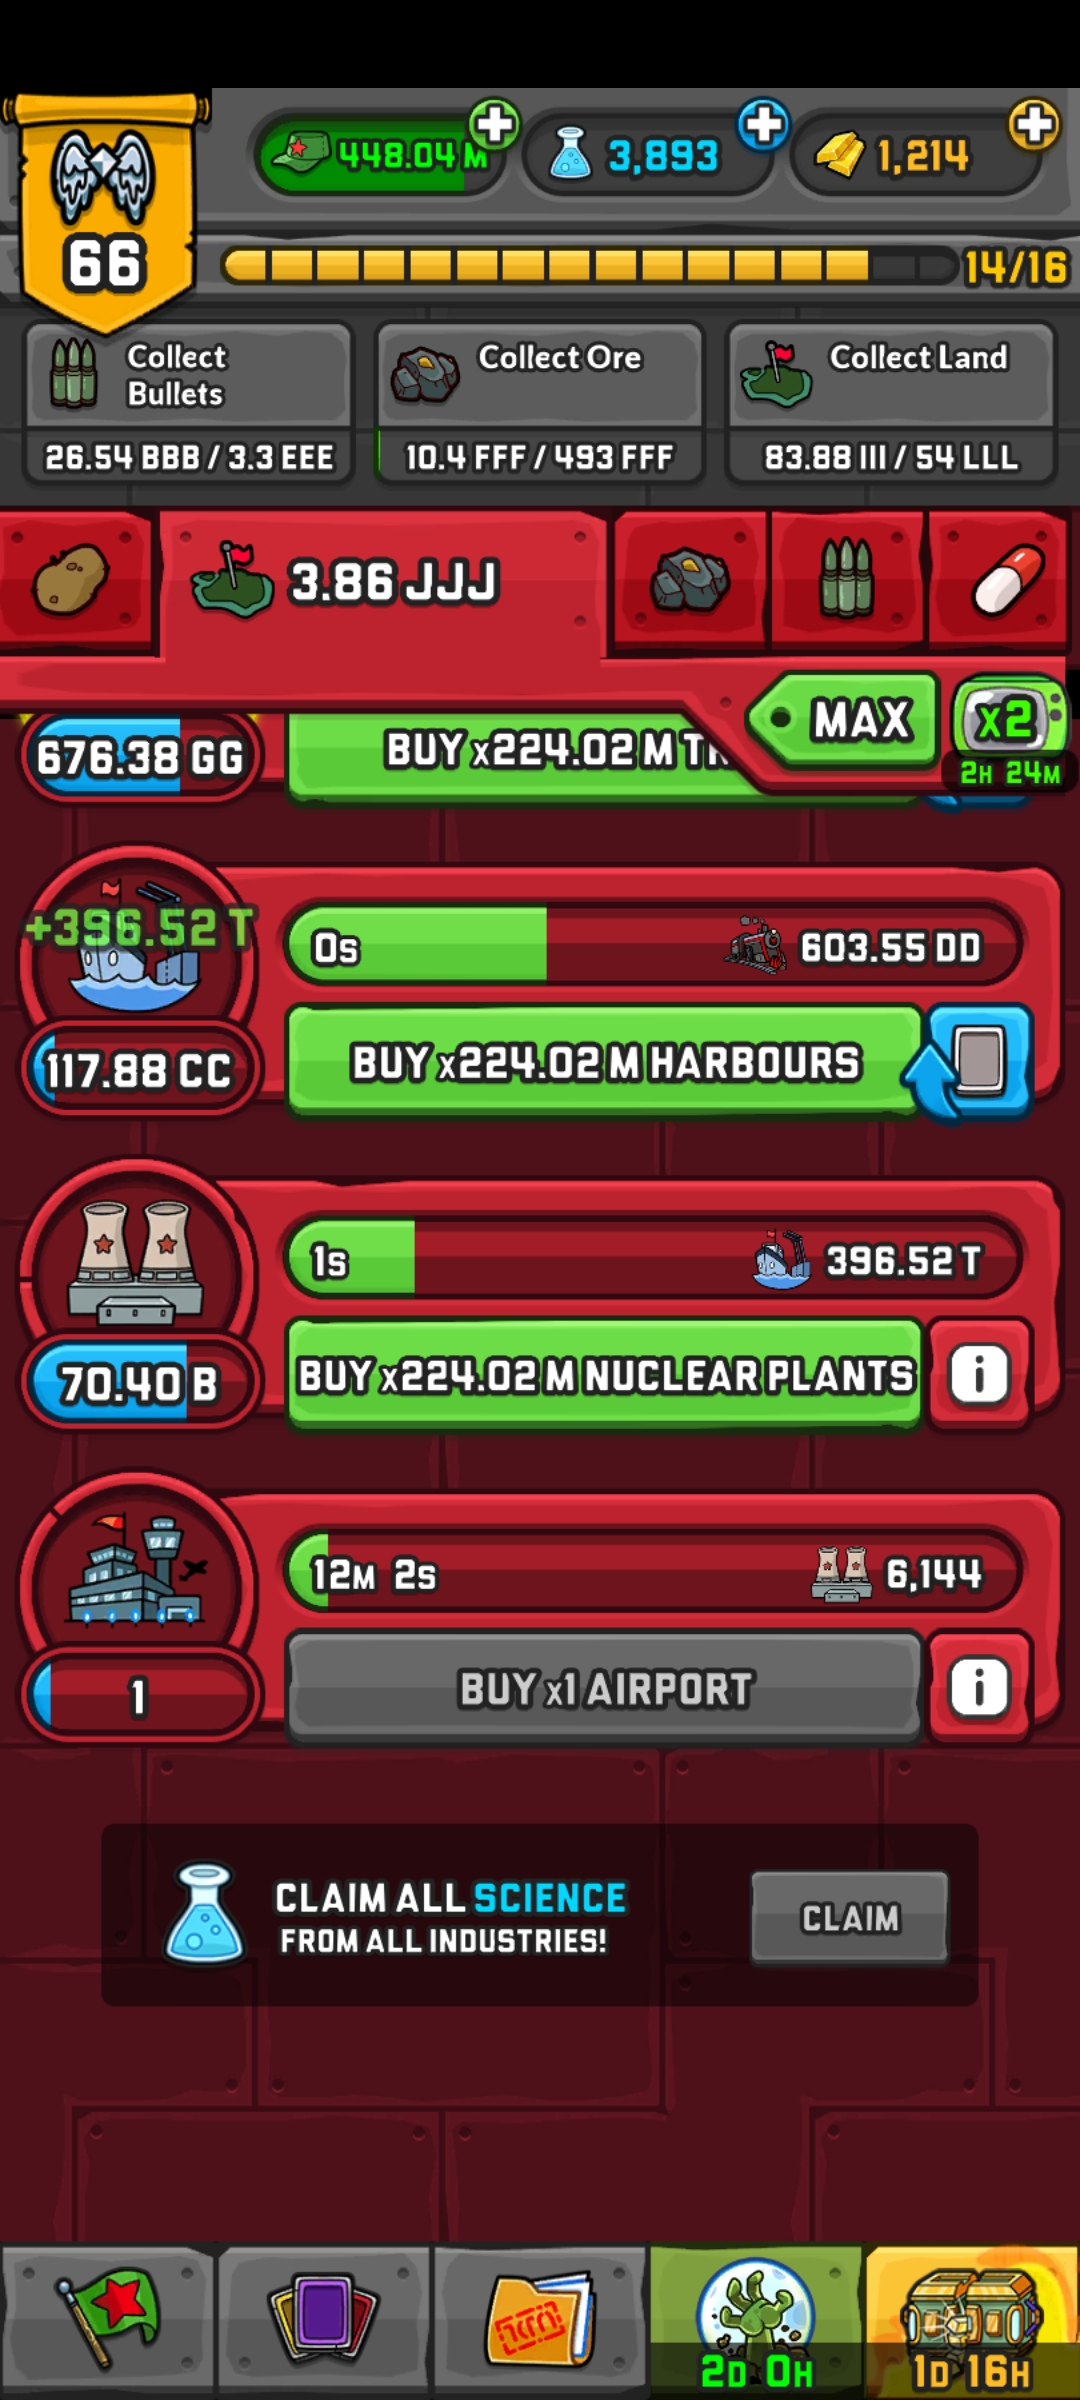 448.04 M
3,893
1,214
66
14/16
Collect
Bullets
26.54 BBB / 3.3 EEE
Collect Ore
10.4 FFF / 493 FFF
Collect Land
83.88 III / 54 LLL
3.86 JJJ
MAX
x2
2H 24M
676.38 GG
BUY x224.02 M
+396.52 T
0s
603.55 DD
117.88 CC
BUY x224.02 M HARBOURS
1s
396.52 T
70.40 B
BUY x224.02 M NUCLEAR PLANTS
i
12M 2s
6,144
1
BUY x1 AIRPORT
i
CLAIM ALL SCIENCE
FROM ALL INDUSTRIES!
CLAIM
2D 0H
1D 16H